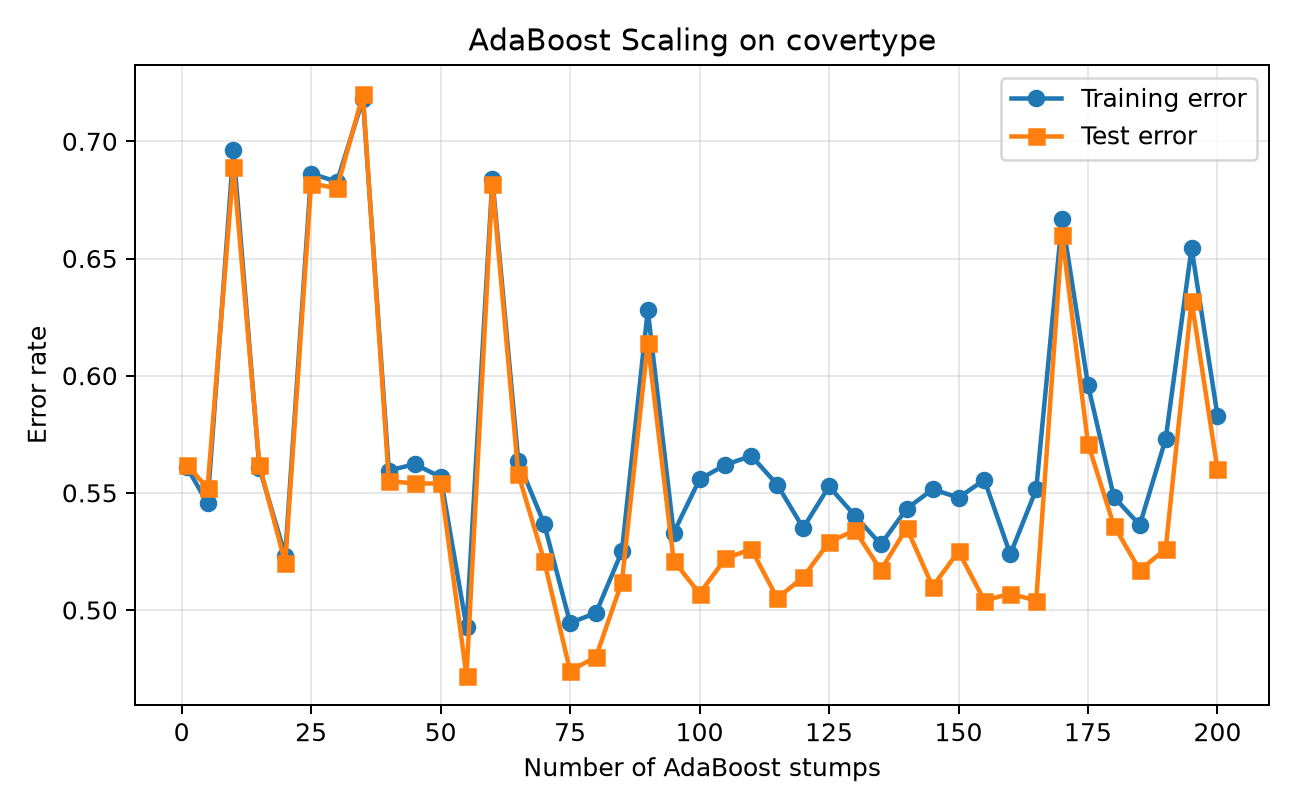 AdaBoost Scaling on covertype
Training error
Test error
0.70
0.65
0.60
0.55
0.50
Error rate
0 25 50 75 100 125 150 175 200
Number of AdaBoost stumps